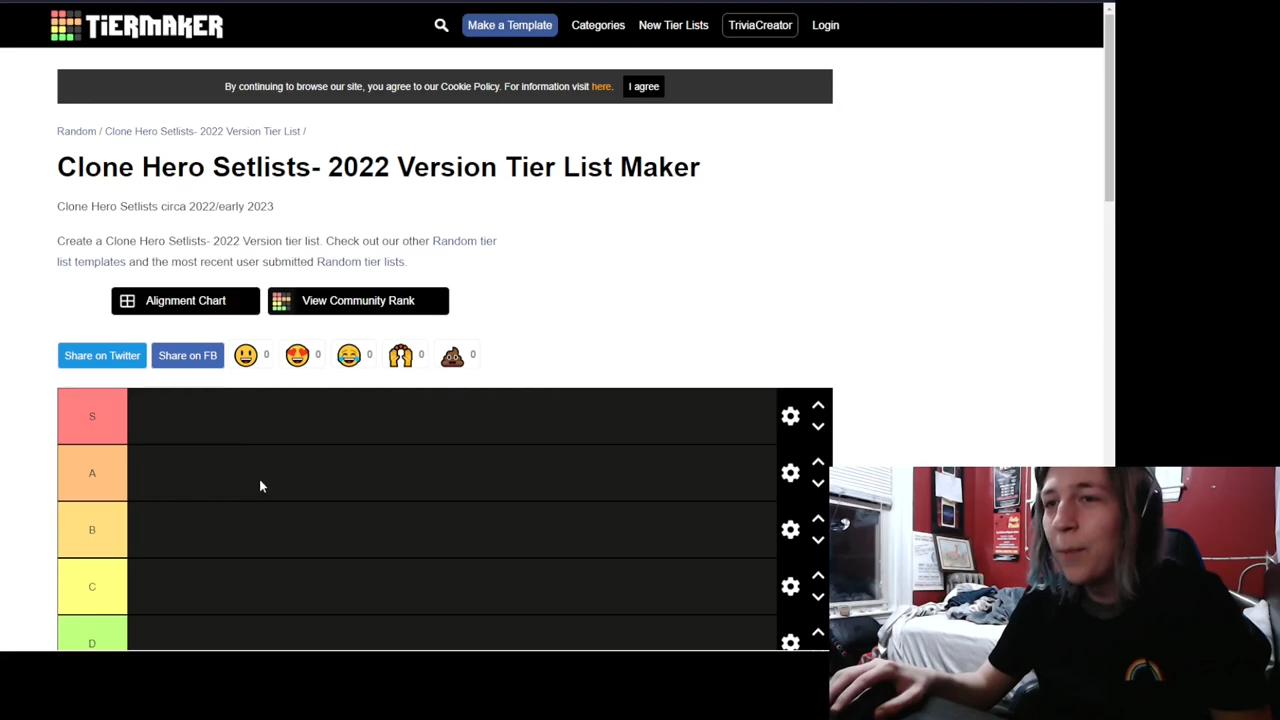 TiERMAKER
Make a Template
Categories
New Tier Lists
TriviaCreator
Login
By continuing to browse our site, you agree to our Cookie Policy. For information visit here.
I agree
Random / Clone Hero Setlists- 2022 Version Tier List /
Clone Hero Setlists- 2022 Version Tier List Maker
Clone Hero Setlists circa 2022/early 2023
Create a Clone Hero Setlists- 2022 Version tier list. Check out our other Random tier
list templates and the most recent user submitted Random tier lists.
Alignment Chart
View Community Rank
Share on Twitter
Share on FB
0
0
0
0
0
S
A
B
C
D